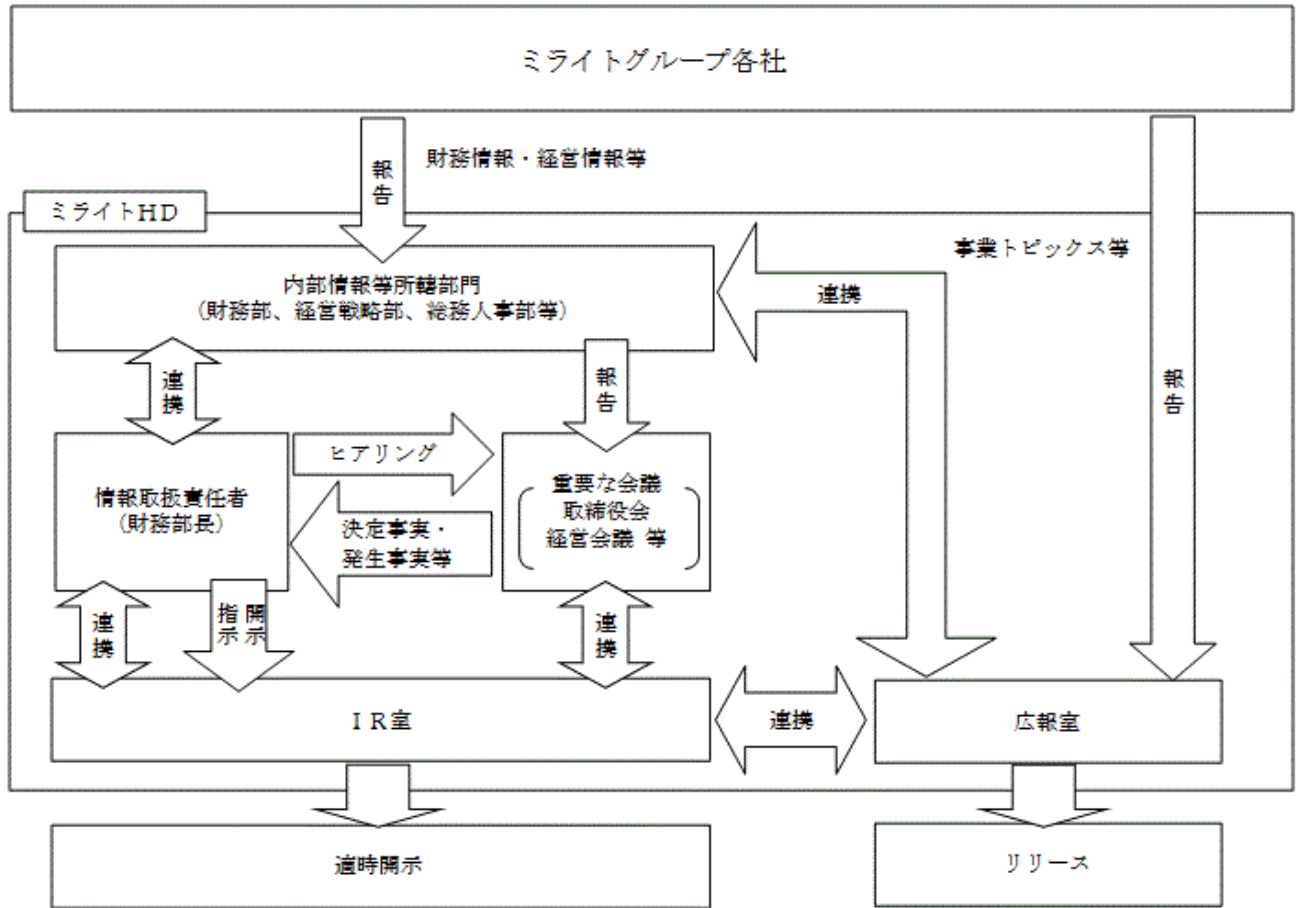 ミライトグループ各社
報告
財務情報・経営情報等
ミライトHD
事業トピックス等
内部情報等所轄部門
（財務部、経営戦略部、総務人事部等）
連携
連携
報告
報告
ヒアリング
情報取扱責任者
（財務部長）
重要な会議
取締役会
経営会議 等
決定事実・
発生事実等
連携
開示
指示
連携
ＩＲ室
連携
広報室
適時開示
リリース